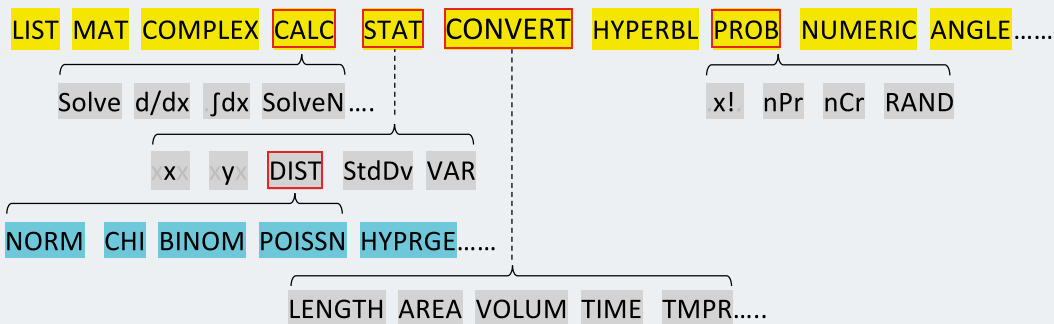 LIST MAT COMPLEX CALC STAT CONVERT HYPERBL PROB NUMERIC ANGLE......
Solve d/dx ∫dx SolveN.... x! nPr nCr RAND
x y DIST StdDv VAR
NORM CHI BINOM POISSN HYPRGE......
LENGTH AREA VOLUM TIME TMPR.....